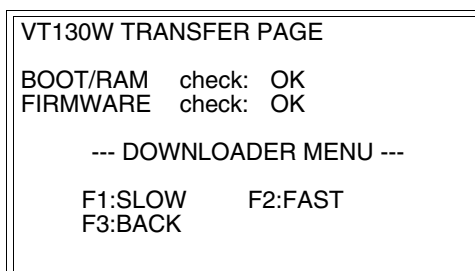 VT130W TRANSFER PAGE
BOOT/RAM check: OK
FIRMWARE check: OK
--- DOWNLOADER MENU ---
F1:SLOW F2:FAST
F3:BACK